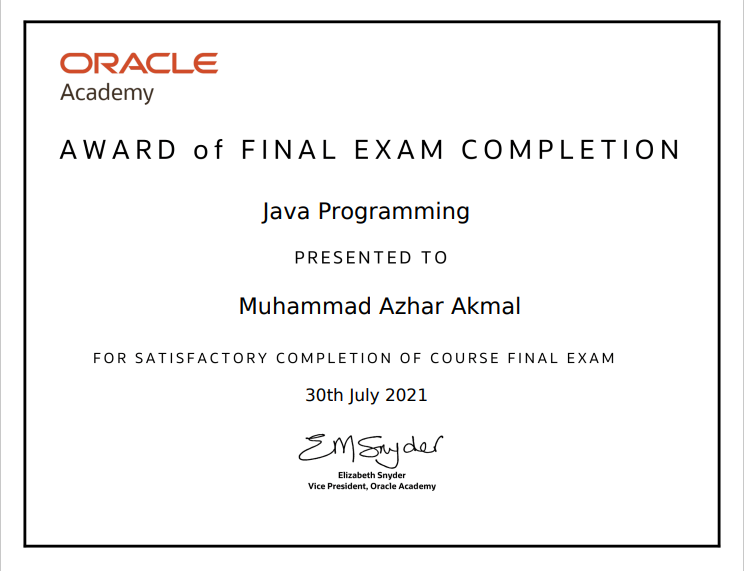 ORACLE
Academy
AWARD of FINAL EXAM COMPLETION
Java Programming
PRESENTED TO
Muhammad Azhar Akmal
FOR SATISFACTORY COMPLETION OF COURSE FINAL EXAM
30th July 2021
EMSnyder
Elizabeth Snyder
Vice President, Oracle Academy